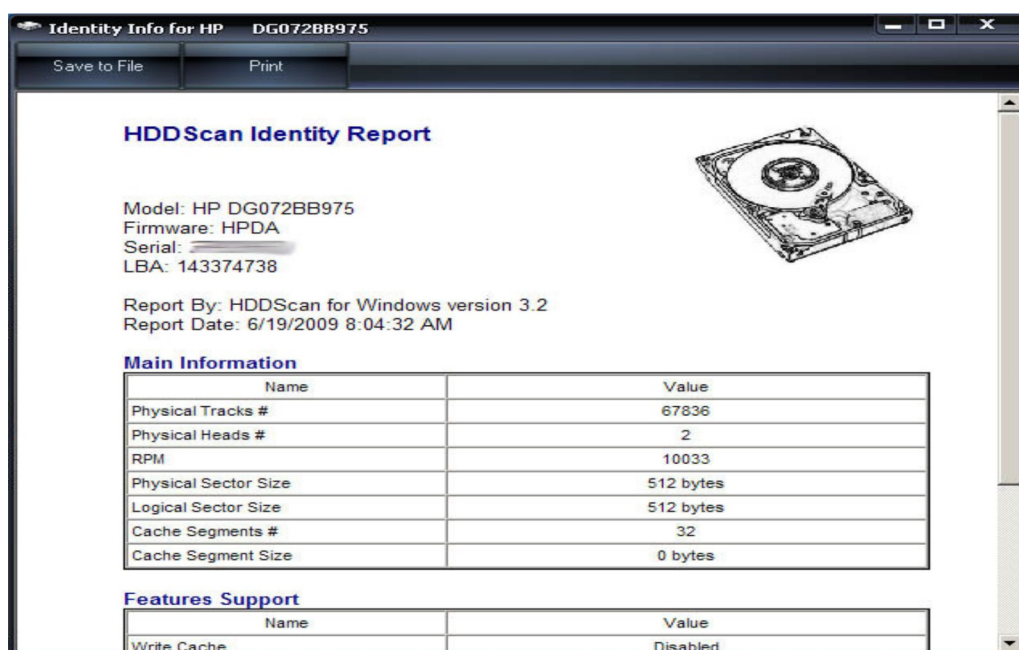 Identity Info for HP DG072BB975
Save to File Print
HDDScan Identity Report
Model: HP DG072BB975
Firmware: HPDA
Serial:
LBA: 143374738
Report By: HDDScan for Windows version 3.2
Report Date: 6/19/2009 8:04:32 AM
Main Information
Name Value
Physical Tracks # 67836
Physical Heads # 2
RPM 10033
Physical Sector Size 512 bytes
Logical Sector Size 512 bytes
Cache Segments # 32
Cache Segment Size 0 bytes
Features Support
Name Value
Write Cache Disabled